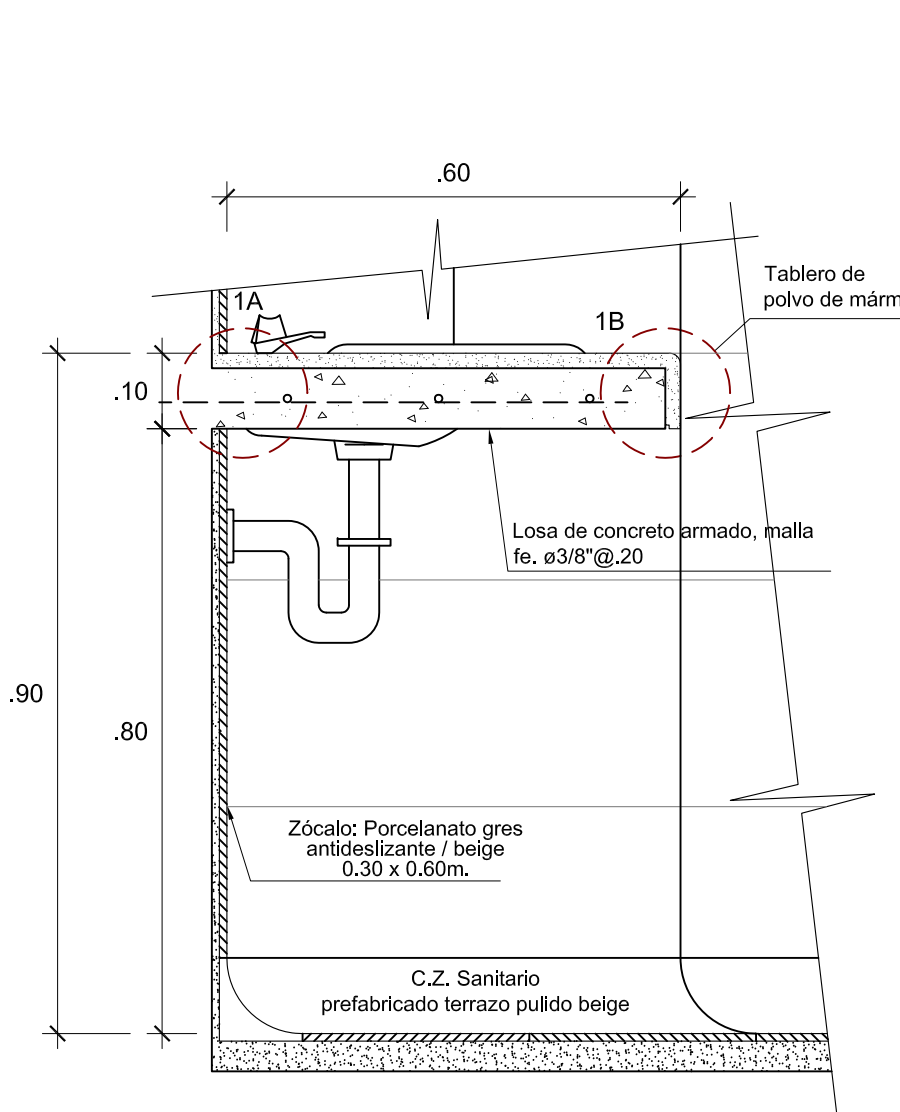 .60
Tablero de
polvo de márm
1A
1B
.10
Losa de concreto armado, malla
fe. ø3/8"@.20
.90
.80
Zócalo: Porcelanato gres
antideslizante / beige
0.30 x 0.60m.
C.Z. Sanitario
prefabricado terrazo pulido beige